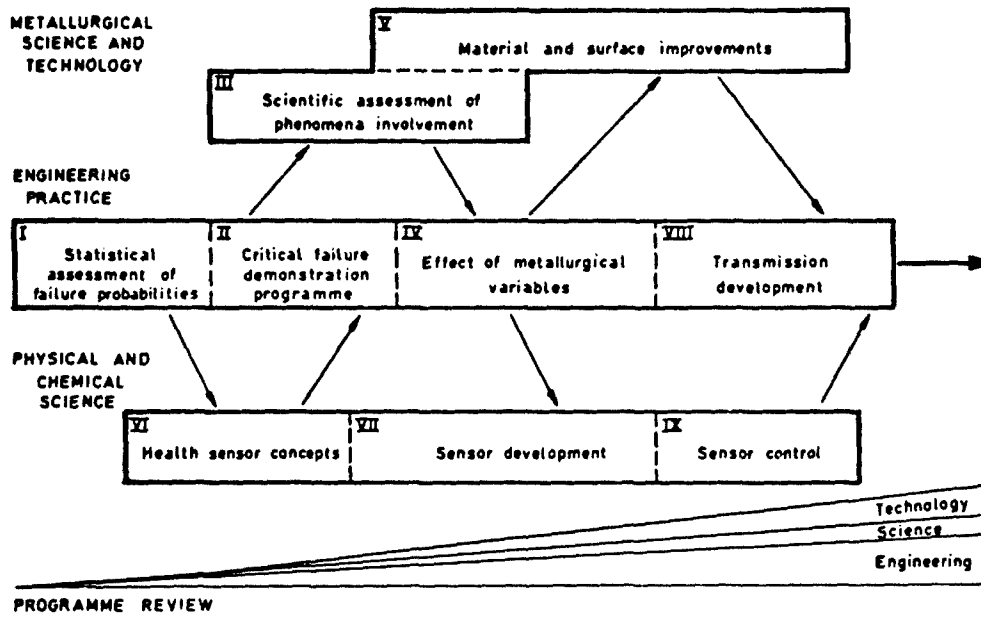 METALLURGICAL
SCIENCE AND
TECHNOLOGY
V
Material and surface improvements
III
Scientific assessment of
phenomena involvement
ENGINEERING
PRACTICE
I
Statistical
assessment of
failure probabilities
II
Critical failure
demonstration
programme
IV
Effect of metallurgical
variables
VIII
Transmission
development
PHYSICAL AND
CHEMICAL
SCIENCE
VI
Health sensor concepts
VII
Sensor development
IX
Sensor control
Technology
Science
Engineering
PROGRAMME REVIEW